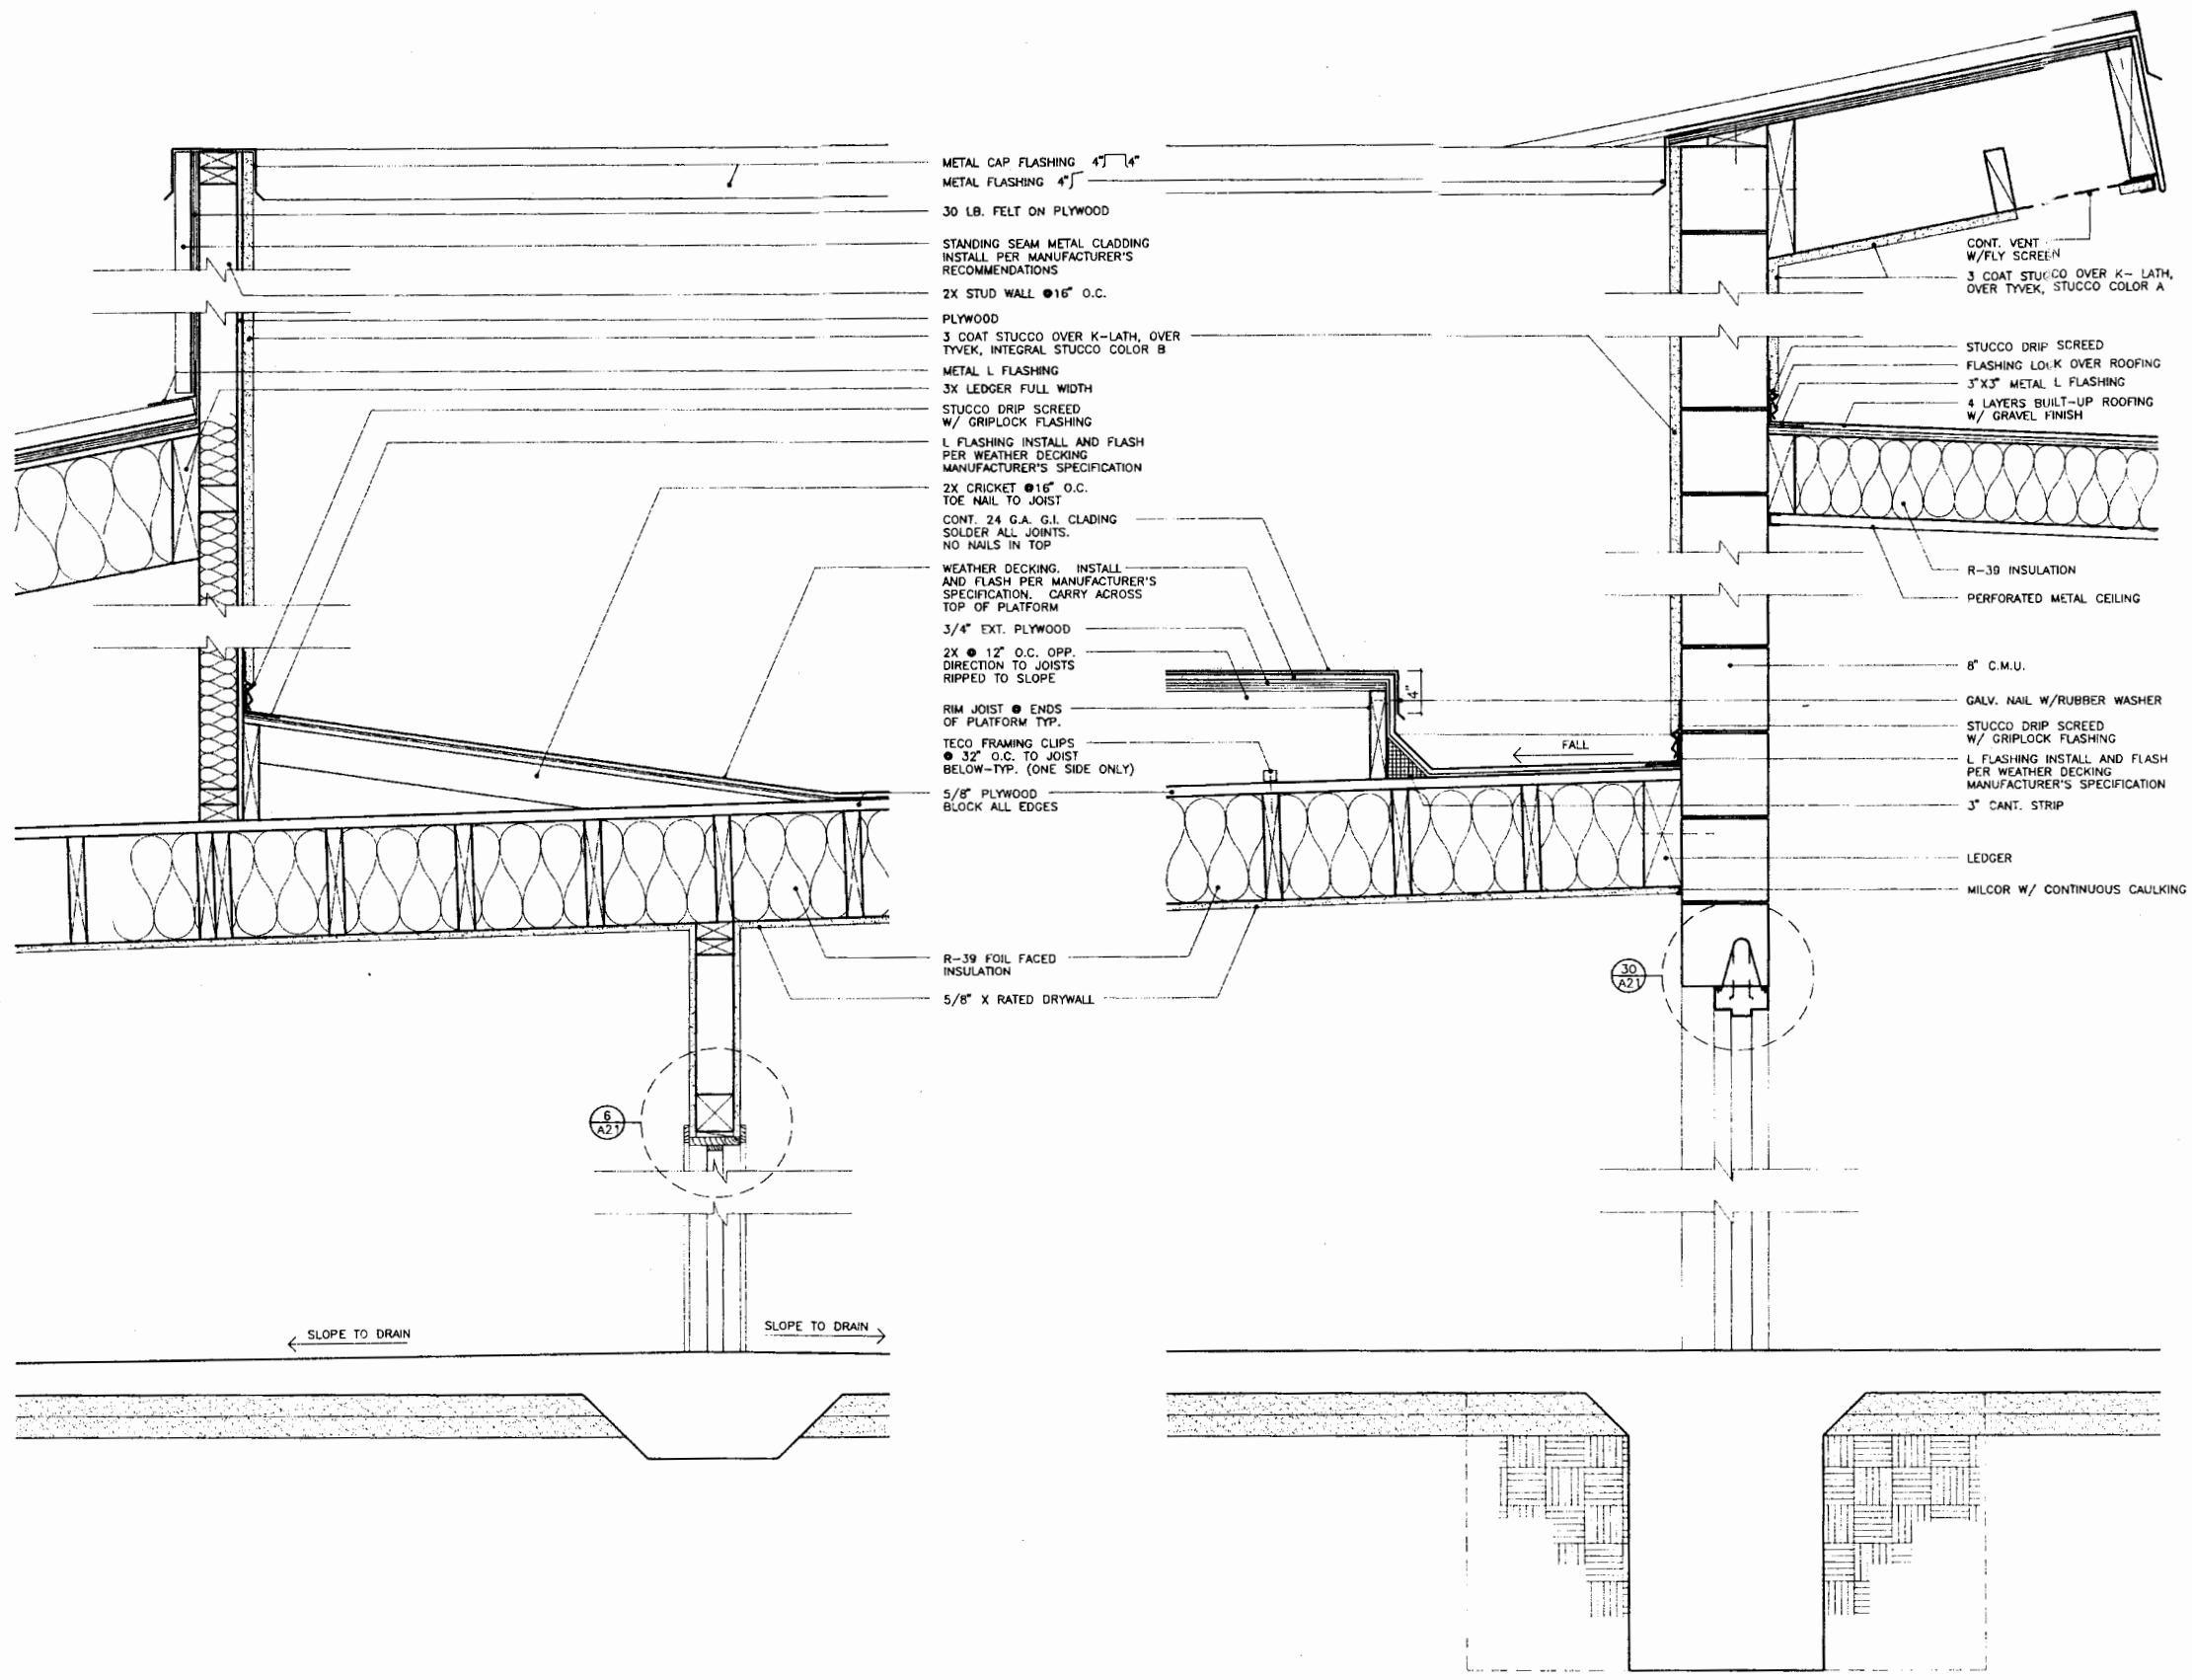 METAL CAP FLASHING 4" 4"
METAL FLASHING 4"
30 LB. FELT ON PLYWOOD
STANDING SEAM METAL CLADDING
INSTALL PER MANUFACTURER'S
RECOMMENDATIONS
2X STUD WALL @16" O.C.
PLYWOOD
3 COAT STUCCO OVER K-LATH, OVER
TYVEK, INTEGRAL STUCCO COLOR B
METAL L FLASHING
3X LEDGER FULL WIDTH
STUCCO DRIP SCREED
W/ GRIPLOCK FLASHING
L FLASHING INSTALL AND FLASH
PER WEATHER DECKING
MANUFACTURER'S SPECIFICATION
2X CRICKET @16" O.C.
TOE NAIL TO JOIST
CONT. 24 G.A. G.I. CLADING
SOLDER ALL JOINTS.
NO NAILS IN TOP
WEATHER DECKING. INSTALL
AND FLASH PER MANUFACTURER'S
SPECIFICATION. CARRY ACROSS
TOP OF PLATFORM
3/4" EXT. PLYWOOD
2X @ 12" O.C. OPP.
DIRECTION TO JOISTS
RIPPED TO SLOPE
RIM JOIST @ ENDS
OF PLATFORM TYP.
TECO FRAMING CLIPS
@ 32" O.C. TO JOIST
BELOW-TYP. (ONE SIDE ONLY)
5/8" PLYWOOD
BLOCK ALL EDGES
R-39 FOIL FACED
INSULATION
5/8" X RATED DRYWALL
4"
FALL
CONT. VENT
W/FLY SCREEN
3 COAT STUCCO OVER K- LATH,
OVER TYVEK, STUCCO COLOR A
STUCCO DRIP SCREED
FLASHING LOCK OVER ROOFING
3"X3" METAL L FLASHING
4 LAYERS BUILT-UP ROOFING
W/ GRAVEL FINISH
R-39 INSULATION
PERFORATED METAL CEILING
8" C.M.U.
GALV. NAIL W/RUBBER WASHER
STUCCO DRIP SCREED
W/ GRIPLOCK FLASHING
L FLASHING INSTALL AND FLASH
PER WEATHER DECKING
MANUFACTURER'S SPECIFICATION
3" CANT. STRIP
LEDGER
MILCOR W/ CONTINUOUS CAULKING
30
A21
6
A21
SLOPE TO DRAIN
SLOPE TO DRAIN